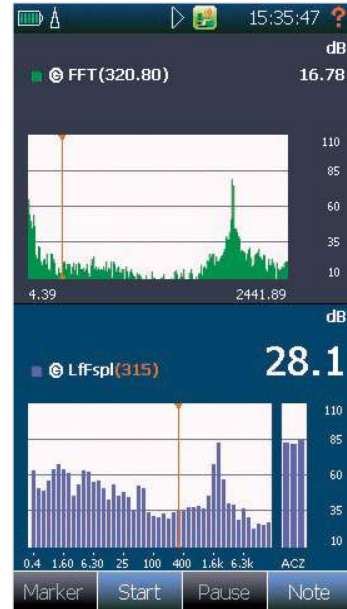 15:35:47 ?
dB
G FFT(320.80) 16.78
110
85
60
35
10
4.39 2441.89
dB
G LfFspl(315) 28.1
110
85
60
35
10
0.4 1.60 6.30 25 100 400 1.6k 6.3k ACZ
Marker Start Pause Note